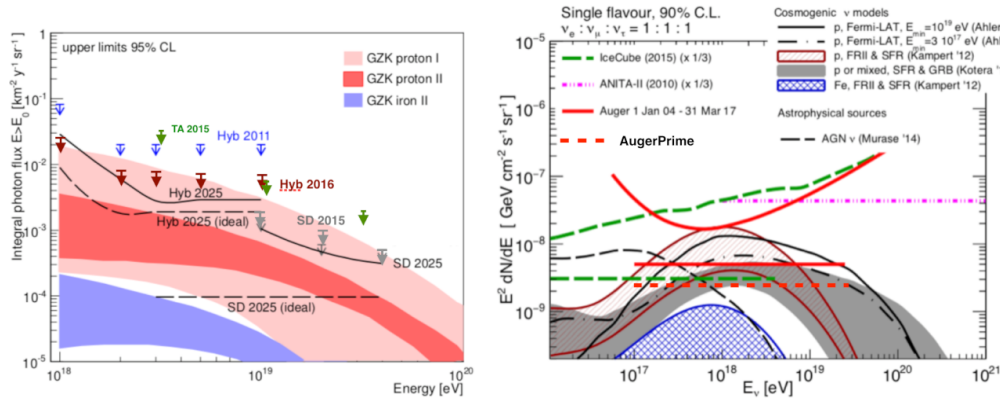 Integral photon flux E>E₀ [km⁻² y⁻¹ sr⁻¹]
upper limits 95% CL
GZK proton I
GZK proton II
GZK iron II
TA 2015
Hyb 2011
Hyb 2016
Hyb 2025
Hyb 2025 (ideal)
SD 2015
SD 2025
SD 2025 (ideal)
1
10⁻¹
10⁻²
10⁻³
10⁻⁴
10⁻⁵
10¹⁸
10¹⁹
10²⁰
Energy [eV]
Single flavour, 90% C.L.
νₑ : νμ : ντ = 1 : 1 : 1
IceCube (2015) (x 1/3)
ANITA-II (2010) (x 1/3)
Auger 1 Jan 04 - 31 Mar 17
AugerPrime
Cosmogenic ν models
p, Fermi-LAT, Eₘᵢₙ=10¹⁹ eV (Ahler
p, Fermi-LAT, Eₘᵢₙ=3 10¹⁷ eV (Ahl
p, FRII & SFR (Kampert '12)
p or mixed, SFR & GRB (Kotera '
Fe, FRII & SFR (Kampert '12)
Astrophysical sources
AGN ν (Murase '14)
E² dN/dE [ GeV cm⁻² s⁻¹ sr⁻¹ ]
10⁻⁵
10⁻⁶
10⁻⁷
10⁻⁸
10⁻⁹
10¹⁷
10¹⁸
10¹⁹
10²⁰
10²¹
Eν [eV]